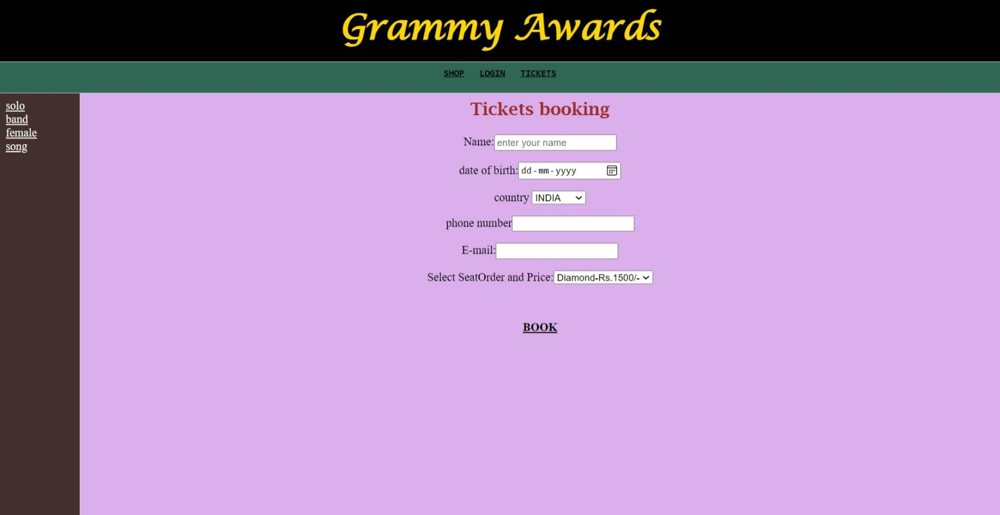 Grammy Awards
SHOP LOGIN TICKETS
solo
band
female
song
Tickets booking
Name: enter your name
date of birth: dd-mm-yyyy
country INDIA
phone number
E-mail:
Select SeatOrder and Price: Diamond-Rs.1500/-
BOOK